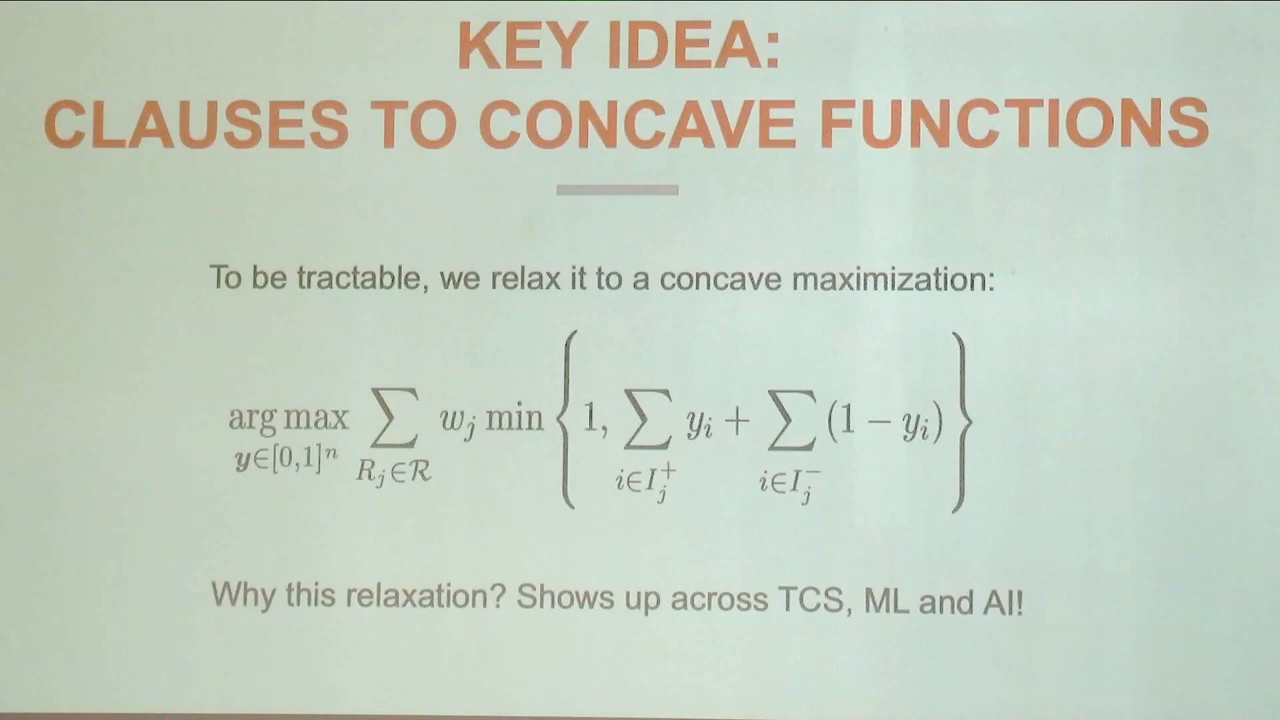 KEY IDEA:
CLAUSES TO CONCAVE FUNCTIONS
To be tractable, we relax it to a concave maximization:
arg max_{y∈[0,1]^n} ∑_{R_j∈ℛ} w_j min { 1, ∑_{i∈I_j^+} y_i + ∑_{i∈I_j^-} (1 − y_i) }
Why this relaxation? Shows up across TCS, ML and AI!